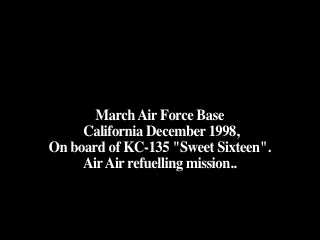 March Air Force Base
California December 1998,
On board of KC-135 "Sweet Sixteen".
Air Air refuelling mission..